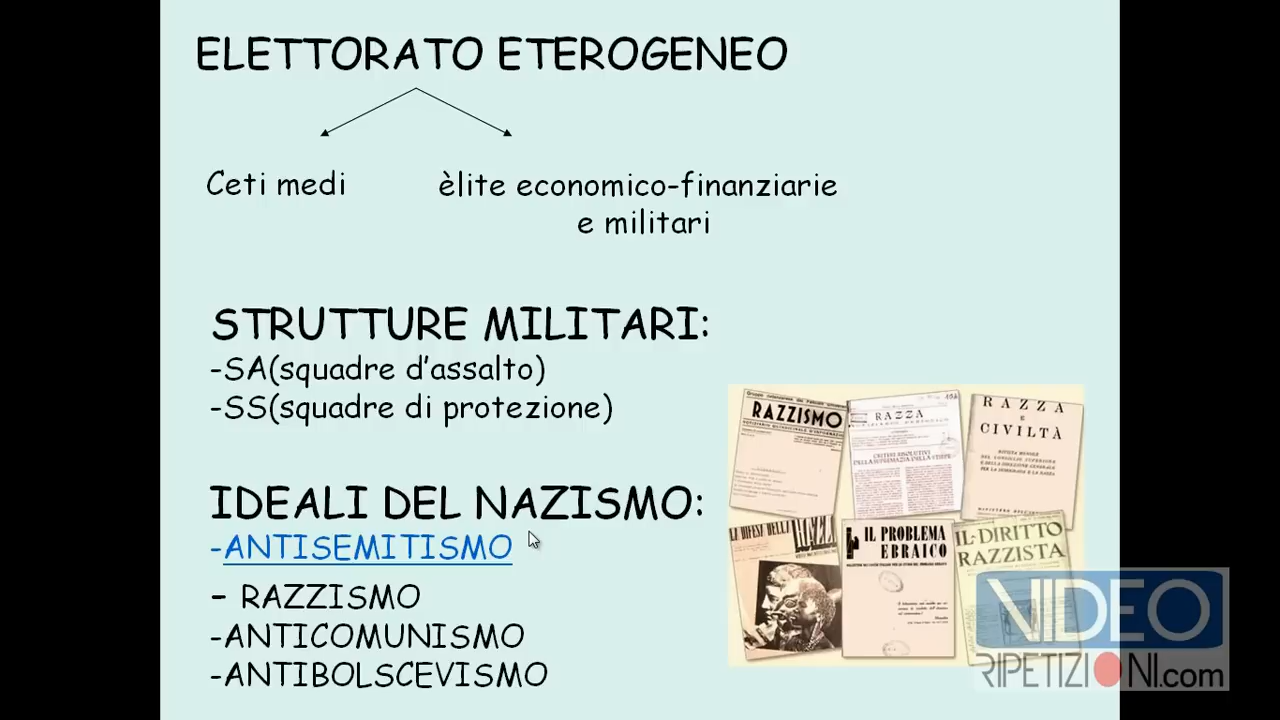 ELETTORATO ETEROGENEO
Ceti medi
èlite economico-finanziarie
e militari
STRUTTURE MILITARI:
-SA(squadre d'assalto)
-SS(squadre di protezione)
IDEALI DEL NAZISMO:
-ANTISEMITISMO
- RAZZISMO
-ANTICOMUNISMO
-ANTIBOLSCEVISMO
RAZZISMO
RAZZA
RAZZA
E
CIVILTÀ
IL PROBLEMA
EBRAICO
IL DIRITTO
RAZZISTA
VIDEO
RIPETIZIONI.com